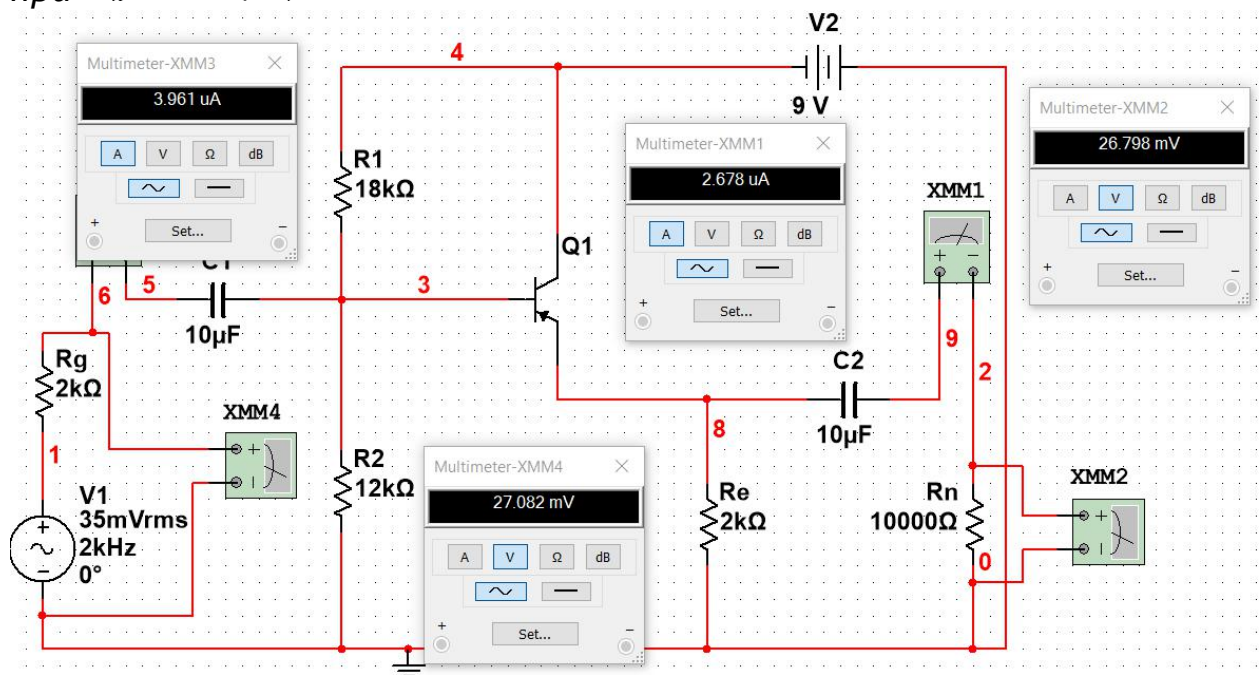 V2
4
9 V
Multimeter-XMM3
3.961 uA
A V Ω dB
Set...
+
−
Multimeter-XMM1
2.678 uA
A V Ω dB
Set...
+
−
Multimeter-XMM2
26.798 mV
A V Ω dB
Set...
+
−
R1
18kΩ
XMM1
+ −
Q1
C1
5
6
3
10µF
9
C2
10µF
2
8
Rg
2kΩ
XMM4
+
1
V1
35mVrms
2kHz
0°
R2
12kΩ
Multimeter-XMM4
27.082 mV
A V Ω dB
Set...
+
−
Re
2kΩ
Rn
10000Ω
0
XMM2
+